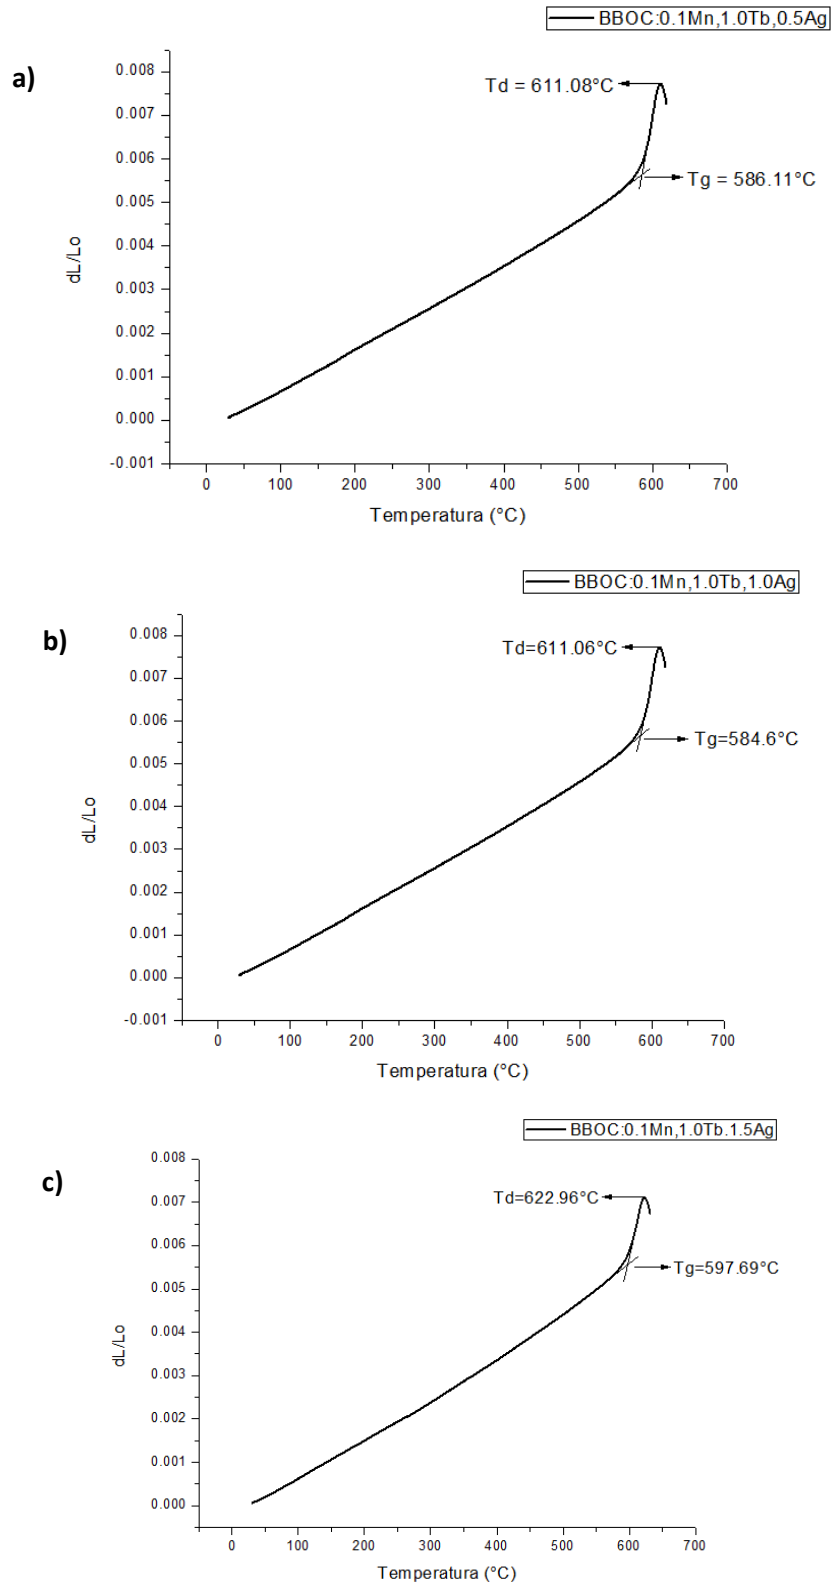 BBOC:0.1Mn,1.0Tb,0.5Ag
a)
0.008
0.007
0.006
0.005
0.004
0.003
0.002
0.001
0.000
-0.001
dL/Lo
Td = 611.08°C
Tg = 586.11°C
0 100 200 300 400 500 600 700
Temperatura (°C)
BBOC:0.1Mn,1.0Tb,1.0Ag
b)
0.008
0.007
0.006
0.005
0.004
0.003
0.002
0.001
0.000
-0.001
dL/Lo
Td=611.06°C
Tg=584.6°C
0 100 200 300 400 500 600 700
Temperatura (°C)
BBOC:0.1Mn,1.0Tb.1.5Ag
c)
0.008
0.007
0.006
0.005
0.004
0.003
0.002
0.001
0.000
dL/Lo
Td=622.96°C
Tg=597.69°C
0 100 200 300 400 500 600 700
Temperatura (°C)